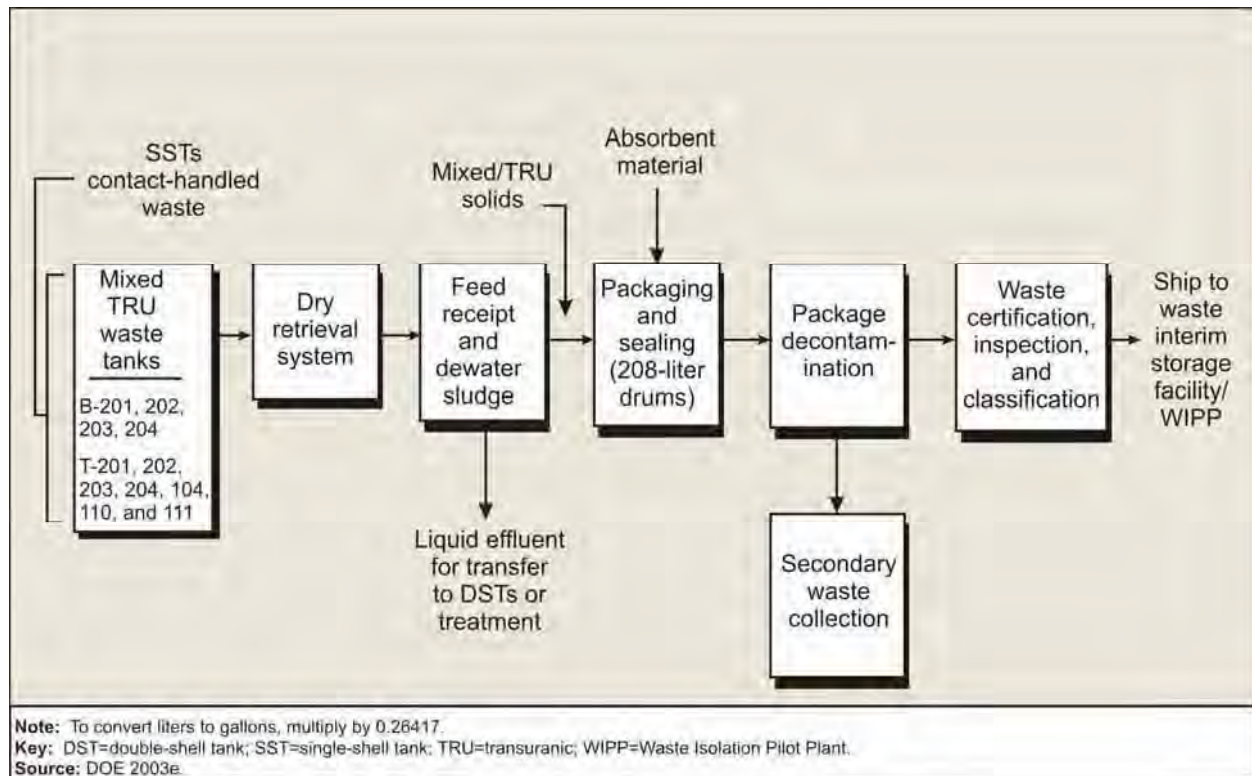 SSTs
contact-handled
waste
Mixed
TRU
waste
tanks
B-201, 202,
203, 204
T-201, 202,
203, 204, 104,
110, and 111
Dry
retrieval
system
Feed
receipt
and
dewater
sludge
Liquid effluent
for transfer
to DSTs or
treatment
Mixed/TRU
solids
Absorbent
material
Packaging
and
sealing
(208-liter
drums)
Package
decontam-
ination
Secondary
waste
collection
Waste
certification,
inspection,
and
classification
Ship to
waste
interim
storage
facility/
WIPP
Note: To convert liters to gallons, multiply by 0.26417.
Key: DST=double-shell tank; SST=single-shell tank; TRU=transuranic; WIPP=Waste Isolation Pilot Plant.
Source: DOE 2003e.